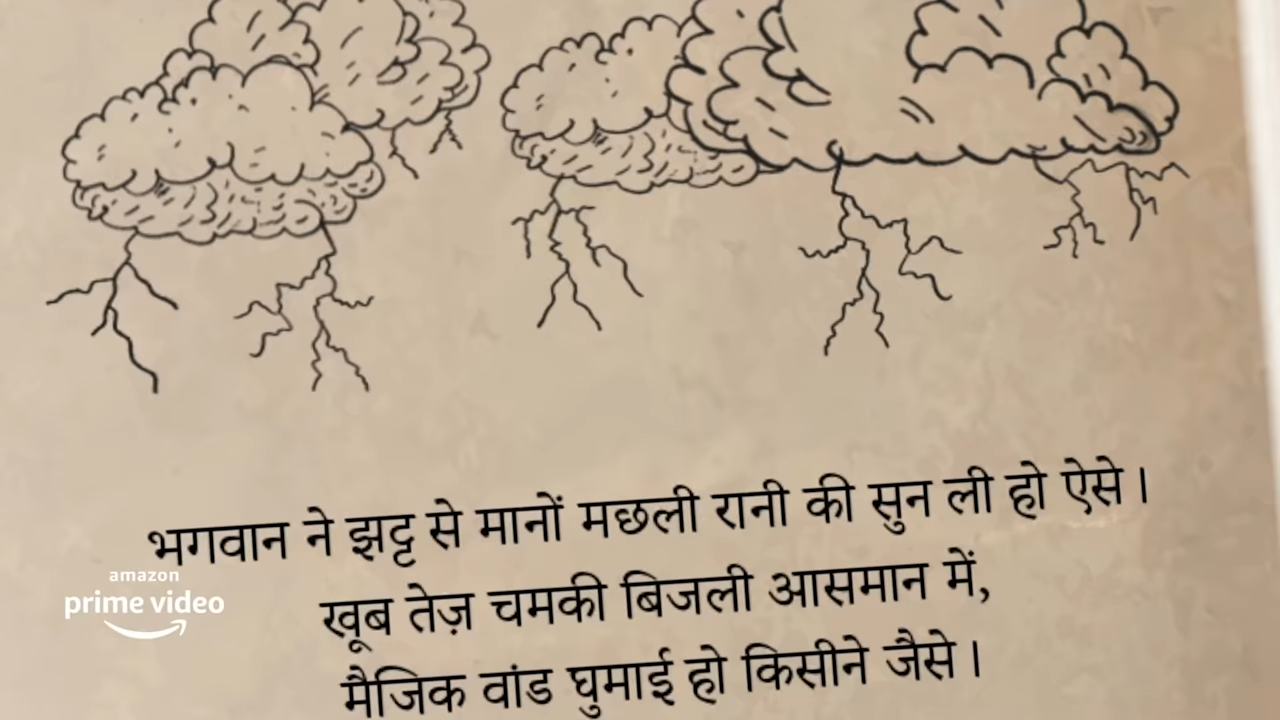 भगवान ने झट्ट से मानों मछली रानी की सुन ली हो ऐसे।
खूब तेज़ चमकी बिजली आसमान में,
मैजिक वांड घुमाई हो किसीने जैसे।
amazon
prime video